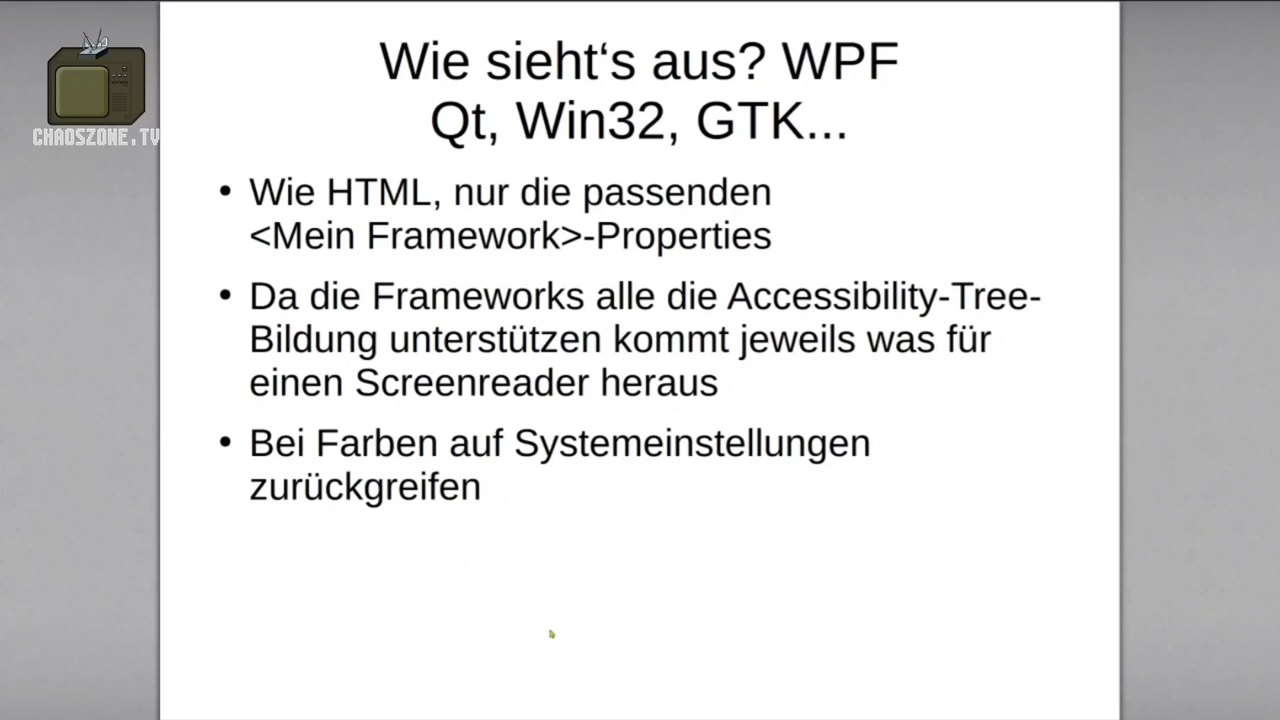 CHAOSZONE.TV
Wie sieht‘s aus? WPF
Qt, Win32, GTK...
• Wie HTML, nur die passenden
<Mein Framework>-Properties
• Da die Frameworks alle die Accessibility-Tree-
Bildung unterstützen kommt jeweils was für
einen Screenreader heraus
• Bei Farben auf Systemeinstellungen
zurückgreifen